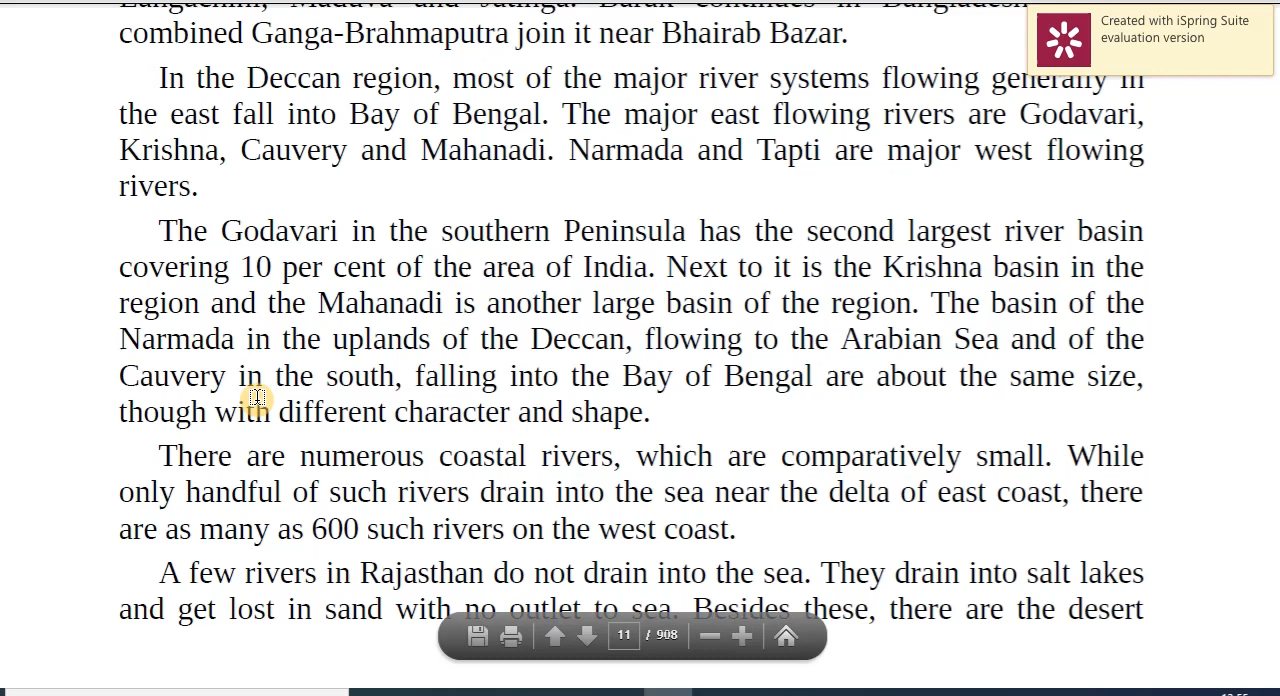 combined Ganga-Brahmaputra join it near Bhairab Bazar.
Created with iSpring Suite
evaluation version
In the Deccan region, most of the major river systems flowing generally in
the east fall into Bay of Bengal. The major east flowing rivers are Godavari,
Krishna, Cauvery and Mahanadi. Narmada and Tapti are major west flowing
rivers.
The Godavari in the southern Peninsula has the second largest river basin
covering 10 per cent of the area of India. Next to it is the Krishna basin in the
region and the Mahanadi is another large basin of the region. The basin of the
Narmada in the uplands of the Deccan, flowing to the Arabian Sea and of the
Cauvery in the south, falling into the Bay of Bengal are about the same size,
though with different character and shape.
There are numerous coastal rivers, which are comparatively small. While
only handful of such rivers drain into the sea near the delta of east coast, there
are as many as 600 such rivers on the west coast.
A few rivers in Rajasthan do not drain into the sea. They drain into salt lakes
and get lost in sand with no outlet to sea. Besides these, there are the desert
11 / 908